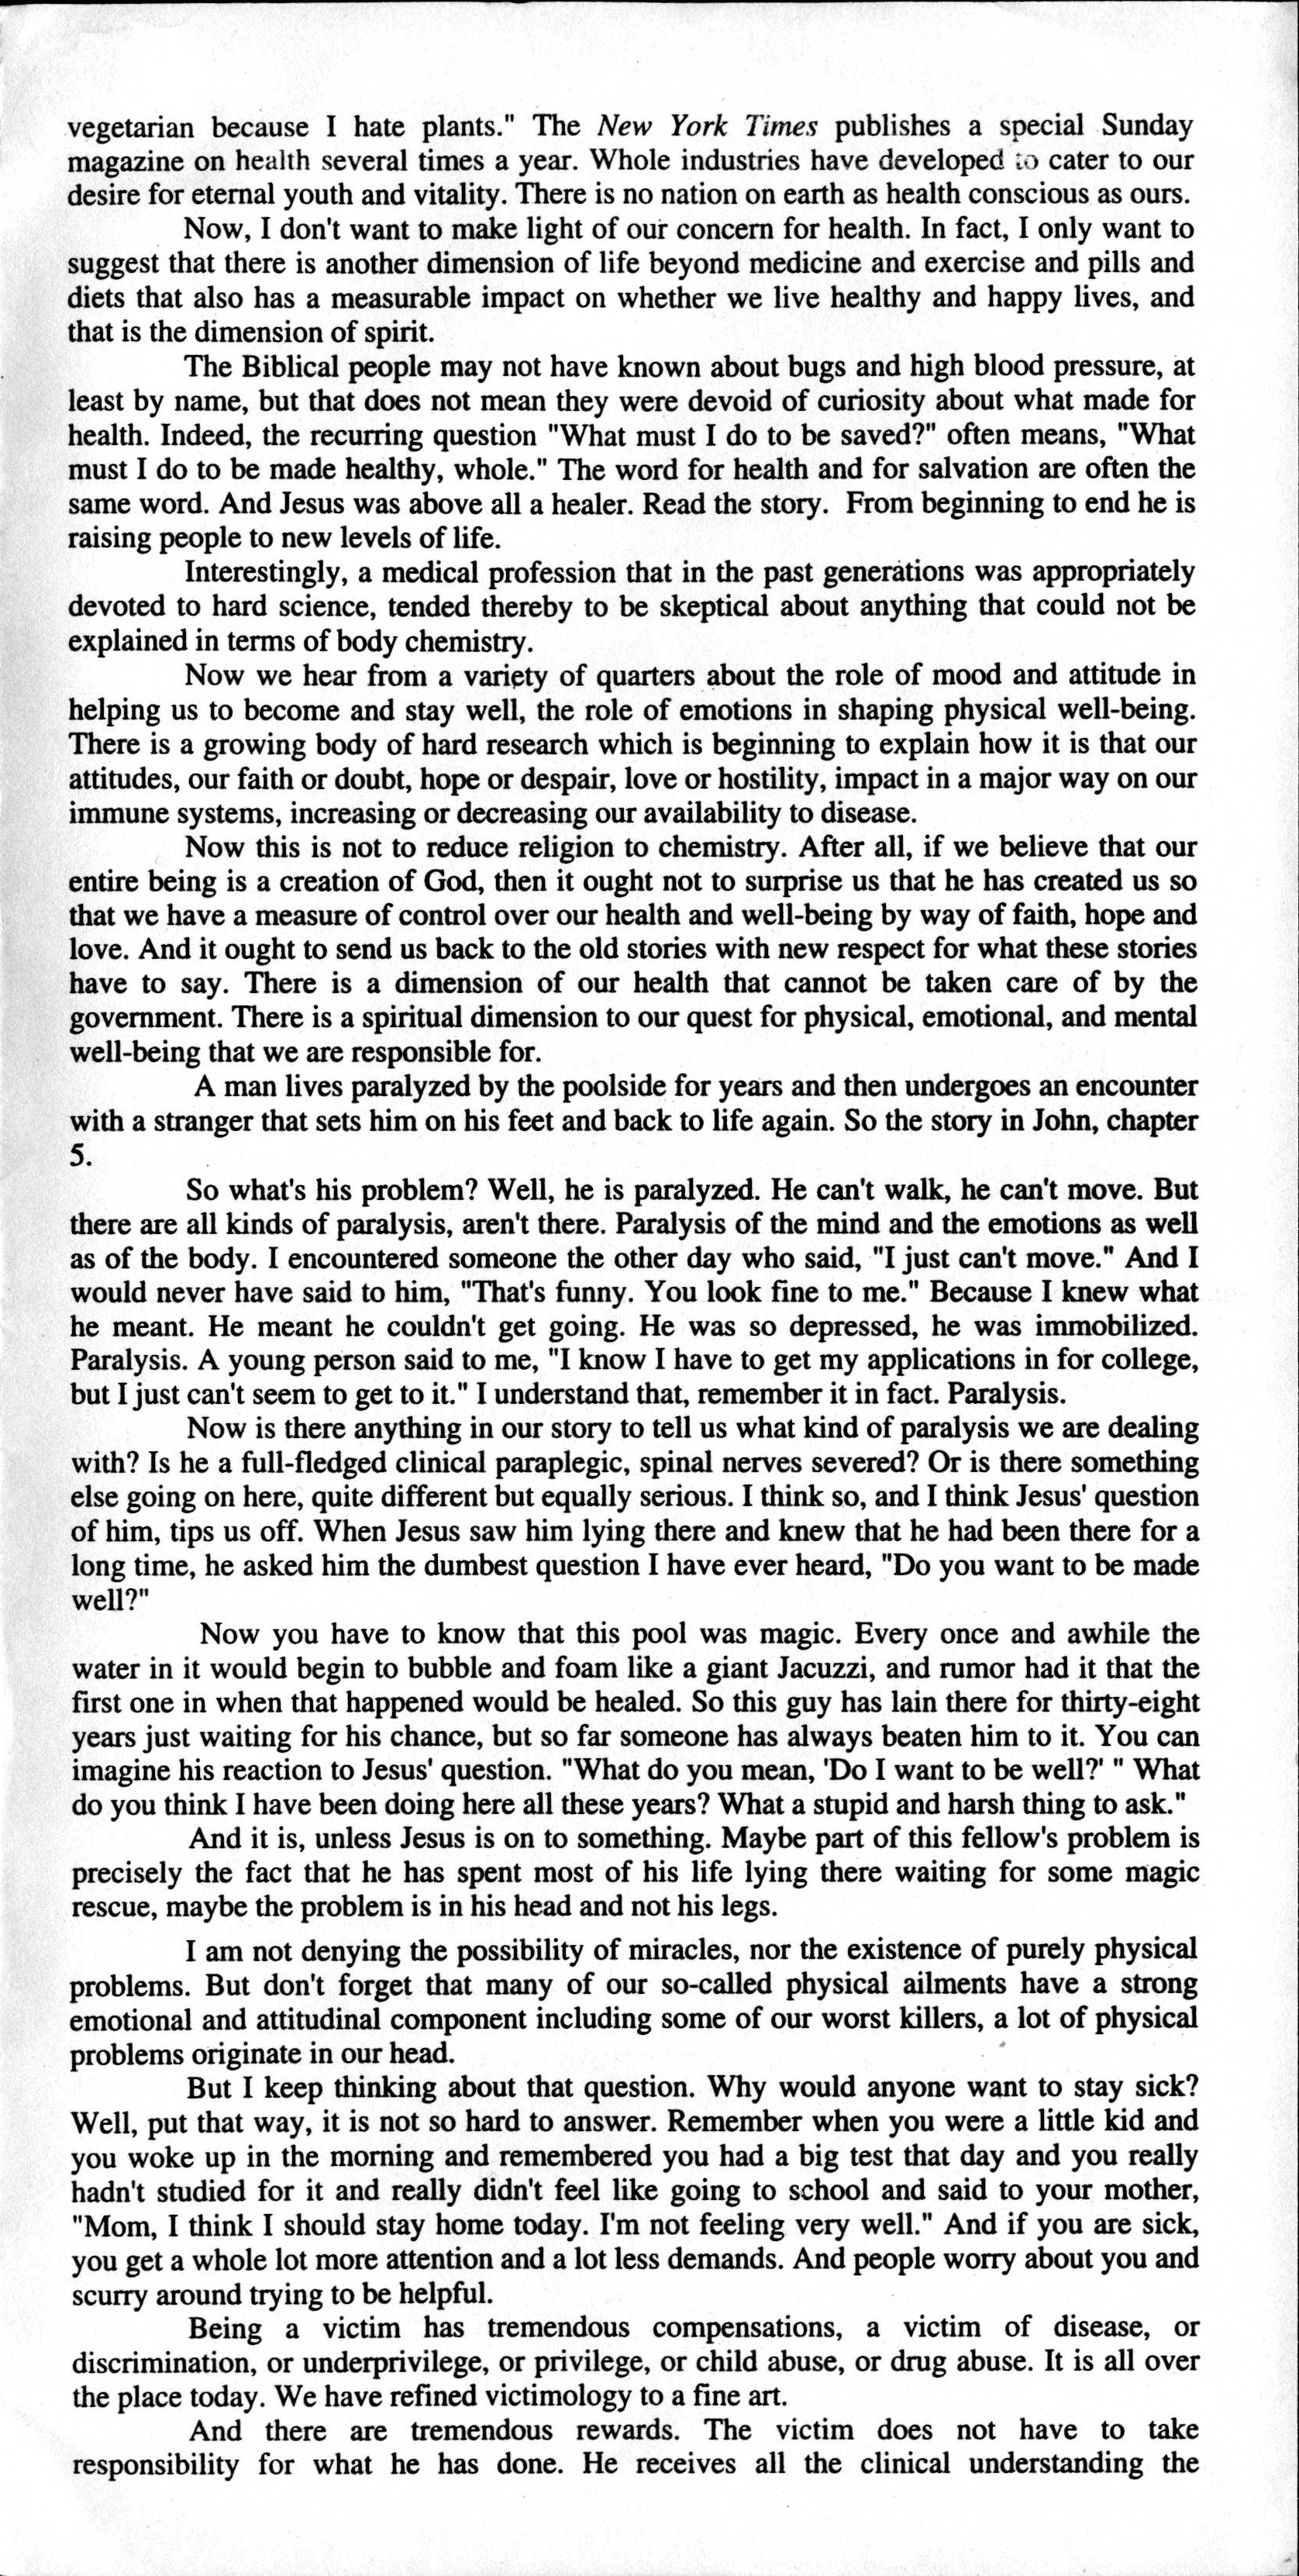 vegetarian because I hate plants." The New York Times publishes a special Sunday
magazine on health several times a year. Whole industries have developed to cater to our
desire for eternal youth and vitality. There is no nation on earth as health conscious as ours.
Now, I don't want to make light of our concern for health. In fact, I only want to
suggest that there is another dimension of life beyond medicine and exercise and pills and
diets that also has a measurable impact on whether we live healthy and happy lives, and
that is the dimension of spirit.
The Biblical people may not have known about bugs and high blood pressure, at
least by name, but that does not mean they were devoid of curiosity about what made for
health. Indeed, the recurring question "What must I do to be saved?" often means, "What
must I do to be made healthy, whole." The word for health and for salvation are often the
same word. And Jesus was above all a healer. Read the story. From beginning to end he is
raising people to new levels of life.
Interestingly, a medical profession that in the past generations was appropriately
devoted to hard science, tended thereby to be skeptical about anything that could not be
explained in terms of body chemistry.
Now we hear from a variety of quarters about the role of mood and attitude in
helping us to become and stay well, the role of emotions in shaping physical well-being.
There is a growing body of hard research which is beginning to explain how it is that our
attitudes, our faith or doubt, hope or despair, love or hostility, impact in a major way on our
immune systems, increasing or decreasing our availability to disease.
Now this is not to reduce religion to chemistry. After all, if we believe that our
entire being is a creation of God, then it ought not to surprise us that he has created us so
that we have a measure of control over our health and well-being by way of faith, hope and
love. And it ought to send us back to the old stories with new respect for what these stories
have to say. There is a dimension of our health that cannot be taken care of by the
government. There is a spiritual dimension to our quest for physical, emotional, and mental
well-being that we are responsible for.
A man lives paralyzed by the poolside for years and then undergoes an encounter
with a stranger that sets him on his feet and back to life again. So the story in John, chapter
5.
So what's his problem? Well, he is paralyzed. He can't walk, he can't move. But
there are all kinds of paralysis, aren't there. Paralysis of the mind and the emotions as well
as of the body. I encountered someone the other day who said, "I just can't move." And I
would never have said to him, "That's funny. You look fine to me." Because I knew what
he meant. He meant he couldn't get going. He was so depressed, he was immobilized.
Paralysis. A young person said to me, "I know I have to get my applications in for college,
but I just can't seem to get to it." I understand that, remember it in fact. Paralysis.
Now is there anything in our story to tell us what kind of paralysis we are dealing
with? Is he a full-fledged clinical paraplegic, spinal nerves severed? Or is there something
else going on here, quite different but equally serious. I think so, and I think Jesus' question
of him, tips us off. When Jesus saw him lying there and knew that he had been there for a
long time, he asked him the dumbest question I have ever heard, "Do you want to be made
well?"
Now you have to know that this pool was magic. Every once and awhile the
water in it would begin to bubble and foam like a giant Jacuzzi, and rumor had it that the
first one in when that happened would be healed. So this guy has lain there for thirty-eight
years just waiting for his chance, but so far someone has always beaten him to it. You can
imagine his reaction to Jesus' question. "What do you mean, 'Do I want to be well?' " What
do you think I have been doing here all these years? What a stupid and harsh thing to ask."
And it is, unless Jesus is on to something. Maybe part of this fellow's problem is
precisely the fact that he has spent most of his life lying there waiting for some magic
rescue, maybe the problem is in his head and not his legs.
I am not denying the possibility of miracles, nor the existence of purely physical
problems. But don't forget that many of our so-called physical ailments have a strong
emotional and attitudinal component including some of our worst killers, a lot of physical
problems originate in our head.
But I keep thinking about that question. Why would anyone want to stay sick?
Well, put that way, it is not so hard to answer. Remember when you were a little kid and
you woke up in the morning and remembered you had a big test that day and you really
hadn't studied for it and really didn't feel like going to school and said to your mother,
"Mom, I think I should stay home today. I'm not feeling very well." And if you are sick,
you get a whole lot more attention and a lot less demands. And people worry about you and
scurry around trying to be helpful.
Being a victim has tremendous compensations, a victim of disease, or
discrimination, or underprivilege, or privilege, or child abuse, or drug abuse. It is all over
the place today. We have refined victimology to a fine art.
And there are tremendous rewards. The victim does not have to take
responsibility for what he has done. He receives all the clinical understanding the